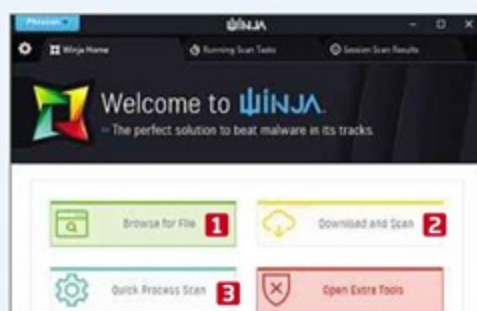 Phrozen
WiNJA
Winja Home
Running Scan Tasks
Session Scan Results
Welcome to WiNJA.
The perfect solution to beat malware in its tracks
Browse for File 1
Download and Scan 2
Quick Process Scan 3
Open Extra Tools